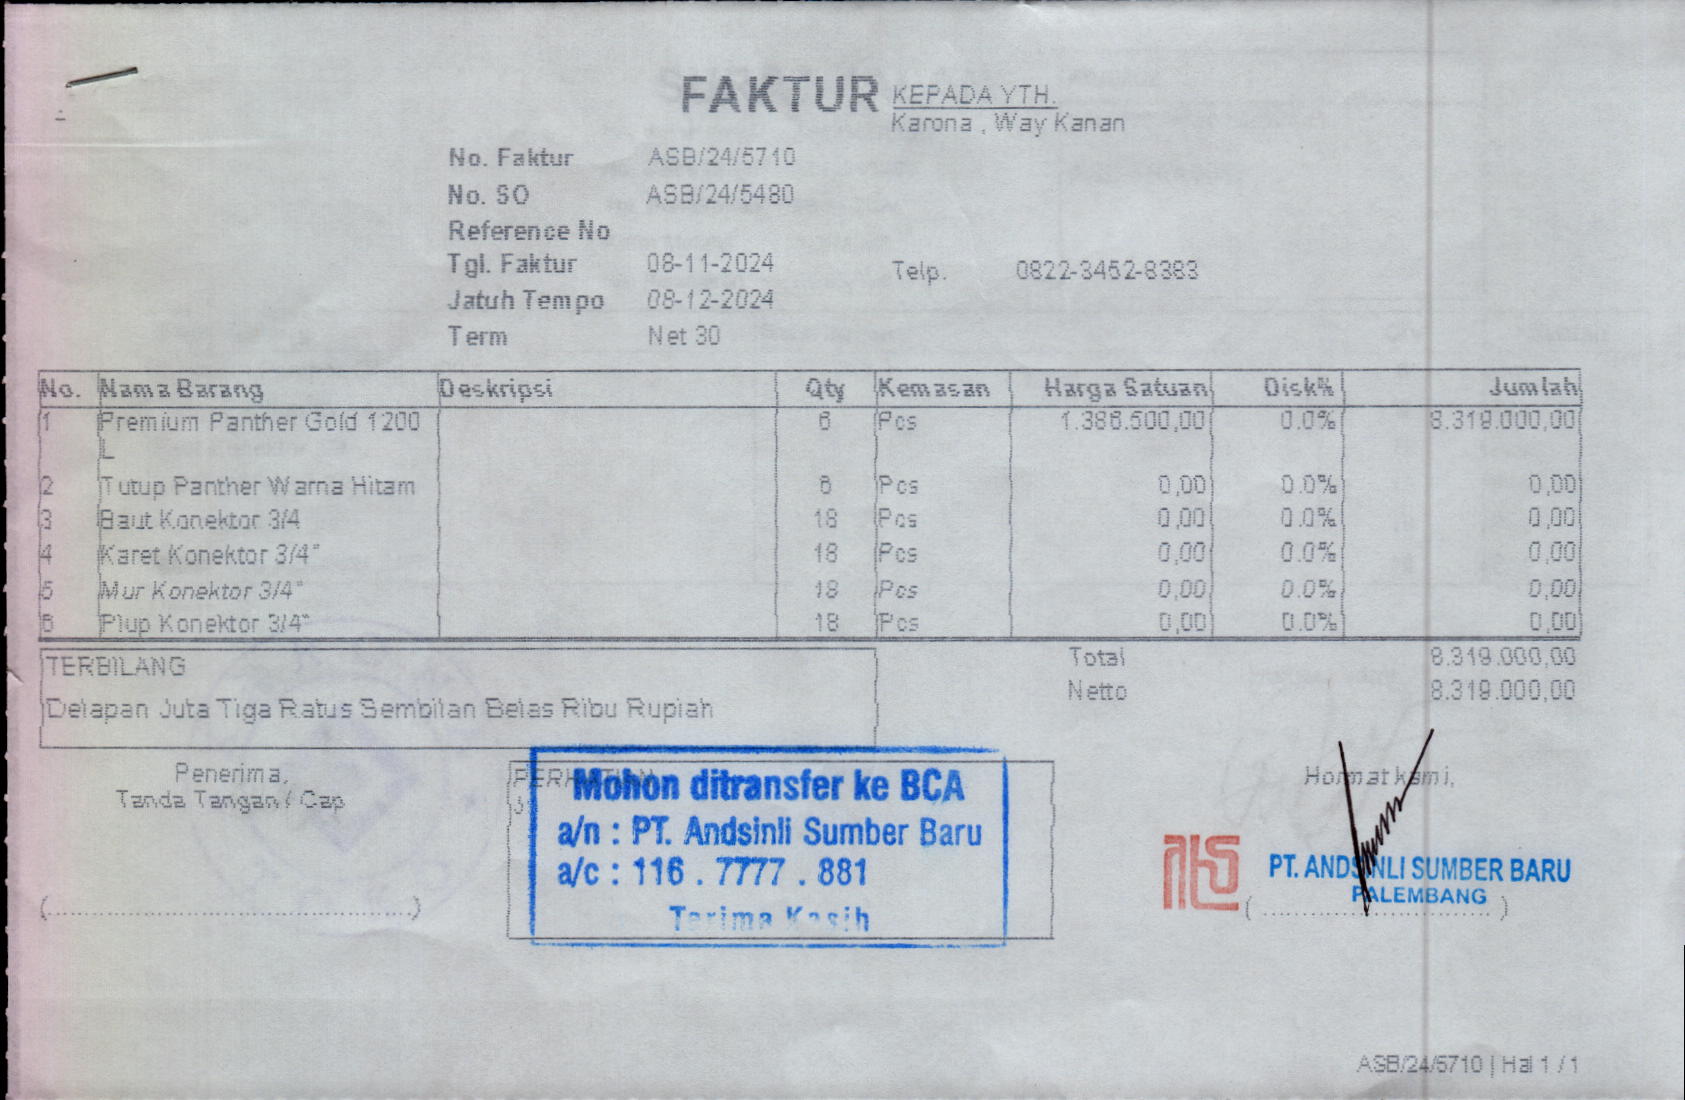 FAKTUR
KEPADA YTH.
Karona , Way Kanan
No. Faktur ASB/24/5710
No. SO ASB/24/5480
Reference No
Tgl. Faktur 08-11-2024
Telp. 0822-3452-8383
Jatuh Tempo 08-12-2024
Term Net 30
No. Nama Barang Deskripsi Qty Kemasan Harga Satuan Disk% Jumlah
1 Premium Panther Gold 1200 6 Pcs 1.386.500,00 0.0% 8.319.000,00
L
2 Tutup Panther Warna Hitam 6 Pcs 0,00 0.0% 0,00
3 Baut Konektor 3/4 18 Pcs 0,00 0.0% 0,00
4 Karet Konektor 3/4" 18 Pcs 0,00 0.0% 0,00
5 Mur Konektor 3/4" 18 Pcs 0,00 0.0% 0,00
6 Plup Konektor 3/4" 18 Pcs 0,00 0.0% 0,00
TERBILANG
Delapan Juta Tiga Ratus Sembilan Belas Ribu Rupiah
Total 8.319.000,00
Netto 8.319.000,00
Penerima,
Tanda Tangan / Cap
(........................................)
PERHATIAN
Mohon ditransfer ke BCA
a/n : PT. Andsinli Sumber Baru
a/c : 116 . 7777 . 881
Terima Kasih
Hormat kami,
PT. ANDSINLI SUMBER BARU
PALEMBANG
( .................................. )
ASB/24/5710 | Hal 1 / 1